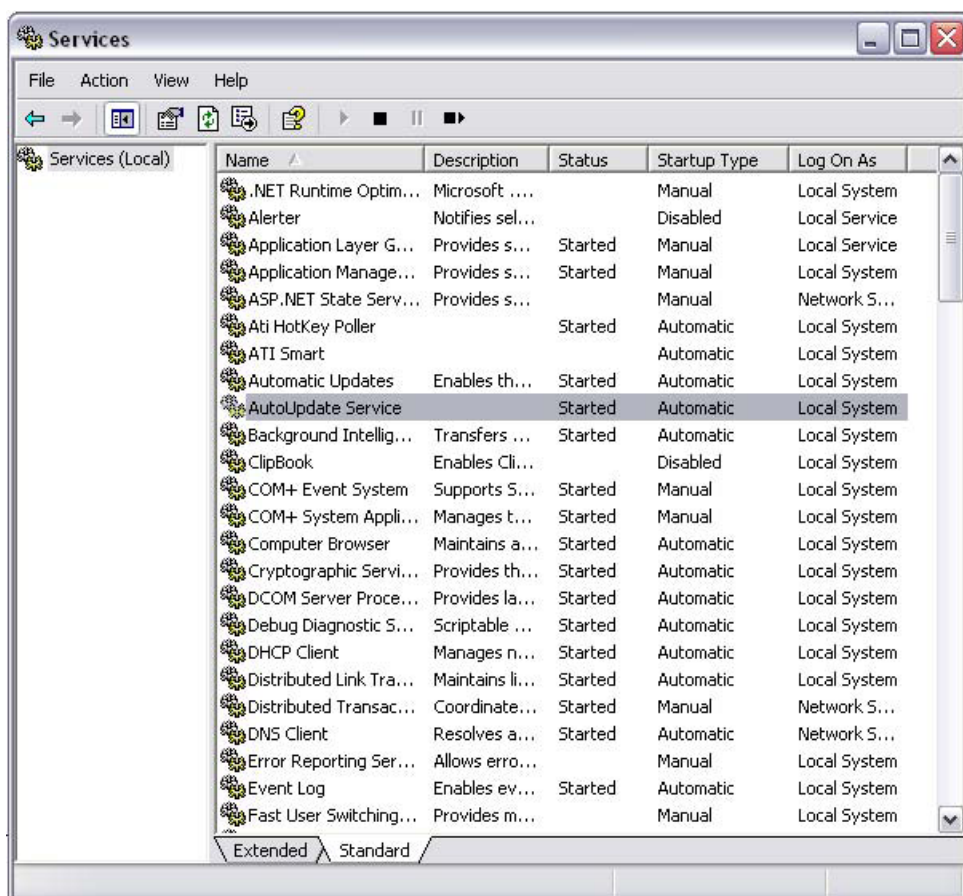 Services
File Action View Help
Services (Local)
Name Description Status Startup Type Log On As
.NET Runtime Optim... Microsoft .... Manual Local System
Alerter Notifies sel... Disabled Local Service
Application Layer G... Provides s... Started Manual Local Service
Application Manage... Provides s... Started Manual Local System
ASP.NET State Serv... Provides s... Manual Network S...
Ati HotKey Poller Started Automatic Local System
ATI Smart Automatic Local System
Automatic Updates Enables th... Started Automatic Local System
AutoUpdate Service Started Automatic Local System
Background Intellig... Transfers ... Started Automatic Local System
ClipBook Enables Cli... Disabled Local System
COM+ Event System Supports S... Started Manual Local System
COM+ System Appli... Manages t... Started Manual Local System
Computer Browser Maintains a... Started Automatic Local System
Cryptographic Servi... Provides th... Started Automatic Local System
DCOM Server Proce... Provides la... Started Automatic Local System
Debug Diagnostic S... Scriptable ... Started Automatic Local System
DHCP Client Manages n... Started Automatic Local System
Distributed Link Tra... Maintains li... Started Automatic Local System
Distributed Transac... Coordinate... Started Manual Network S...
DNS Client Resolves a... Started Automatic Network S...
Error Reporting Ser... Allows erro... Manual Local System
Event Log Enables ev... Started Automatic Local System
Fast User Switching... Provides m... Manual Local System
Extended Standard